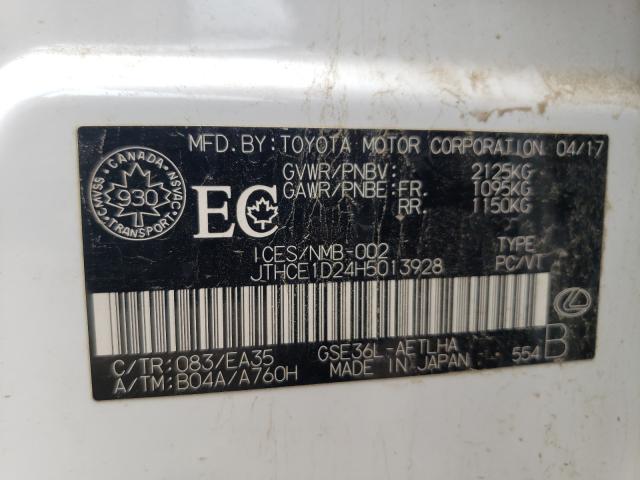 MFD. BY: TOYOTA MOTOR CORPORATION 04/17
CANADA
CMVSS
NSVAC
930
TRANSPORT
EC
GVWR/PNBV: 2125KG
GAWR/PNBE: FR. 1095KG
RR. 1150KG
ICES/NMB-002
TYPE
JTHCE1D24H5013928
PC/VT
C/TR: 083/EA35
A/TM: B04A/A760H
GSE36L-AETLHA
MADE IN JAPAN
554
B